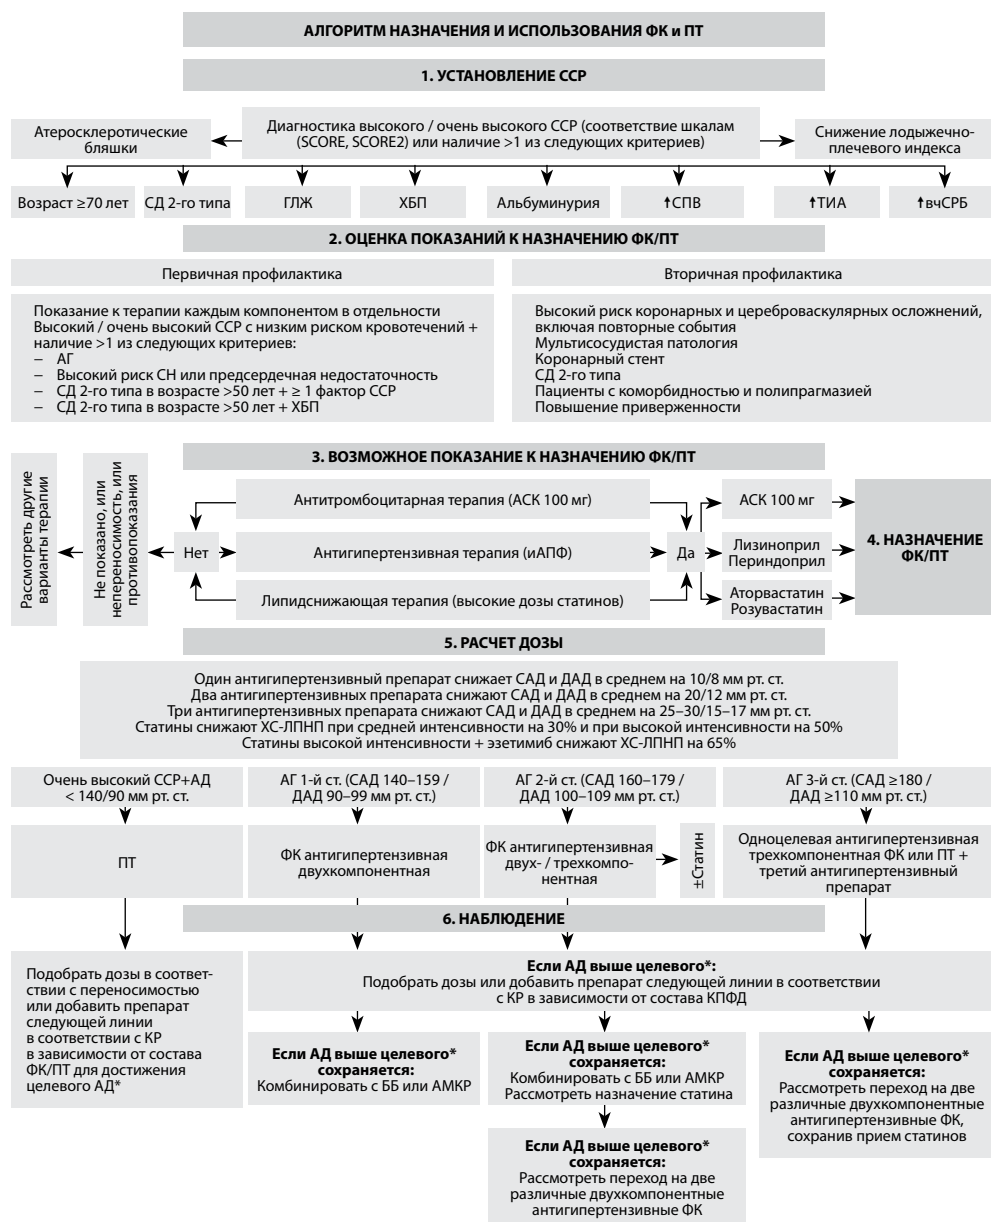 АЛГОРИТМ НАЗНАЧЕНИЯ И ИСПОЛЬЗОВАНИЯ ФК и ПТ
1. УСТАНОВЛЕНИЕ ССР
Атеросклеротические
бляшки
Диагностика высокого / очень высокого ССР (соответствие шкалам
(SCORE, SCORE2) или наличие >1 из следующих критериев)
Снижение лодыжечно-
плечевого индекса
Возраст ≥70 лет
СД 2-го типа
ГЛЖ
ХБП
Альбуминурия
↑СПВ
↑ТИА
↑вчСРБ
2. ОЦЕНКА ПОКАЗАНИЙ К НАЗНАЧЕНИЮ ФК/ПТ
Первичная профилактика
Показание к терапии каждым компонентом в отдельности
Высокий / очень высокий ССР с низким риском кровотечений +
наличие >1 из следующих критериев:
– АГ
– Высокий риск СН или предсердечная недостаточность
– СД 2-го типа в возрасте >50 лет + ≥ 1 фактор ССР
– СД 2-го типа в возрасте >50 лет + ХБП
Вторичная профилактика
Высокий риск коронарных и цереброваскулярных осложнений,
включая повторные события
Мультисосудистая патология
Коронарный стент
СД 2-го типа
Пациенты с коморбидностью и полипрагмазией
Повышение приверженности
3. ВОЗМОЖНОЕ ПОКАЗАНИЕ К НАЗНАЧЕНИЮ ФК/ПТ
Рассмотреть другие
варианты терапии
Не показано, или
непереносимость, или
противопоказания
Нет
Антитромбоцитарная терапия (АСК 100 мг)
Антигипертензивная терапия (иАПФ)
Липидснижающая терапия (высокие дозы статинов)
Да
АСК 100 мг
Лизиноприл
Периндоприл
Аторвастатин
Розувастатин
4. НАЗНАЧЕНИЕ
ФК/ПТ
5. РАСЧЕТ ДОЗЫ
Один антигипертензивный препарат снижает САД и ДАД в среднем на 10/8 мм рт. ст.
Два антигипертензивных препарата снижают САД и ДАД в среднем на 20/12 мм рт. ст.
Три антигипертензивных препарата снижают САД и ДАД в среднем на 25–30/15–17 мм рт. ст.
Статины снижают ХС-ЛПНП при средней интенсивности на 30% и при высокой интенсивности на 50%
Статины высокой интенсивности + эзетимиб снижают ХС-ЛПНП на 65%
Очень высокий ССР+АД
< 140/90 мм рт. ст.
АГ 1-й ст. (САД 140–159 /
ДАД 90–99 мм рт. ст.)
АГ 2-й ст. (САД 160–179 /
ДАД 100–109 мм рт. ст.)
АГ 3-й ст. (САД ≥180 /
ДАД ≥110 мм рт. ст.)
ПТ
ФК антигипертензивная
двухкомпонентная
ФК антигипертензивная
двух- / трехкомпо-
нентная
±Статин
Одноцелевая антигипертензивная
трехкомпонентная ФК или ПТ +
третий антигипертензивный
препарат
6. НАБЛЮДЕНИЕ
Подобрать дозы в соответ-
ствии с переносимостью
или добавить препарат
следующей линии
в соответствии с КР
в зависимости от состава
ФК/ПТ для достижения
целевого АД*
Если АД выше целевого*:
Подобрать дозы или добавить препарат следующей линии в соответствии
с КР в зависимости от состава КПФД
Если АД выше целевого*
сохраняется:
Комбинировать с ББ или АМКР
Если АД выше целевого*
сохраняется:
Комбинировать с ББ или АМКР
Рассмотреть назначение статина
Если АД выше целевого*
сохраняется:
Рассмотреть переход на две
различные двухкомпонентные
антигипертензивные ФК
Если АД выше целевого*
сохраняется:
Рассмотреть переход на две
различные двухкомпонентные
антигипертензивные ФК,
сохранив прием статинов